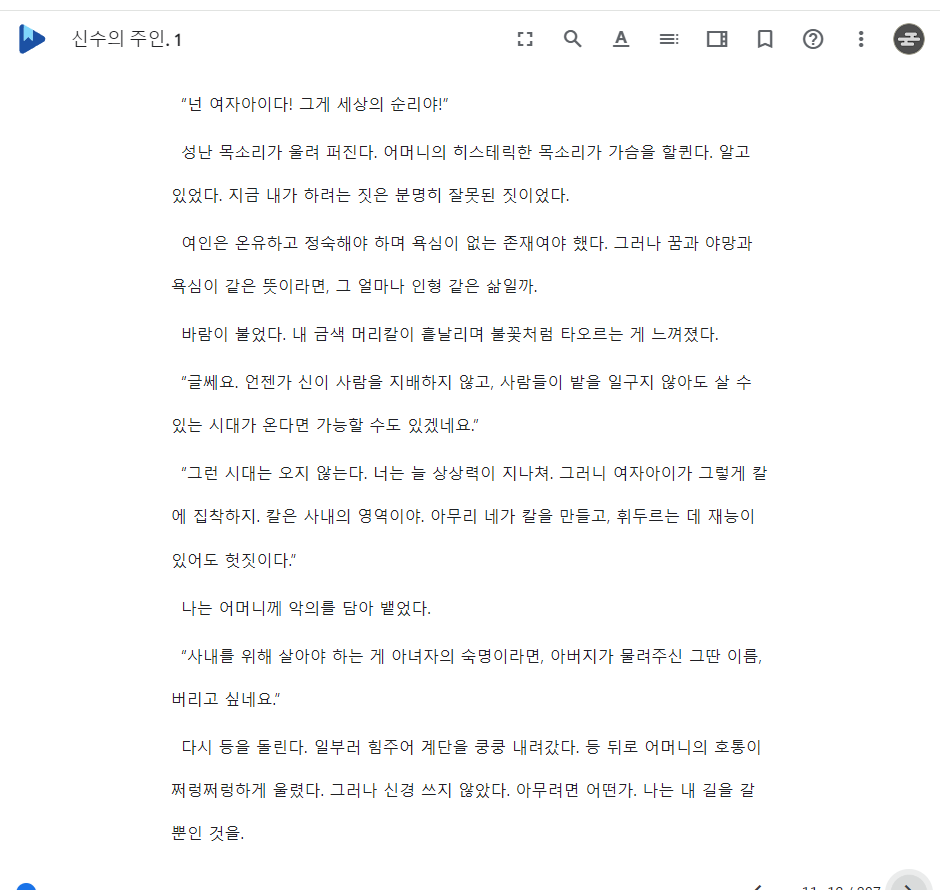 신수의 주인. 1
“넌 여자아이다! 그게 세상의 순리야!”
성난 목소리가 울려 퍼진다. 어머니의 히스테릭한 목소리가 가슴을 할퀸다. 알고
있었다. 지금 내가 하려는 짓은 분명히 잘못된 짓이었다.
여인은 온유하고 정숙해야 하며 욕심이 없는 존재여야 했다. 그러나 꿈과 야망과
욕심이 같은 뜻이라면, 그 얼마나 인형 같은 삶일까.
바람이 불었다. 내 금색 머리칼이 흩날리며 불꽃처럼 타오르는 게 느껴졌다.
“글쎄요. 언젠가 신이 사람을 지배하지 않고, 사람들이 밭을 일구지 않아도 살 수
있는 시대가 온다면 가능할 수도 있겠네요.”
“그런 시대는 오지 않는다. 너는 늘 상상력이 지나쳐. 그러니 여자아이가 그렇게 칼
에 집착하지. 칼은 사내의 영역이야. 아무리 네가 칼을 만들고, 휘두르는 데 재능이
있어도 헛짓이다.”
나는 어머니께 악의를 담아 뱉었다.
“사내를 위해 살아야 하는 게 아녀자의 숙명이라면, 아버지가 물려주신 그딴 이름,
버리고 싶네요.”
다시 등을 돌린다. 일부러 힘주어 계단을 쿵쿵 내려갔다. 등 뒤로 어머니의 호통이
쩌렁쩌렁하게 울렸다. 그러나 신경 쓰지 않았다. 아무려면 어떤가. 나는 내 길을 갈
뿐인 것을.